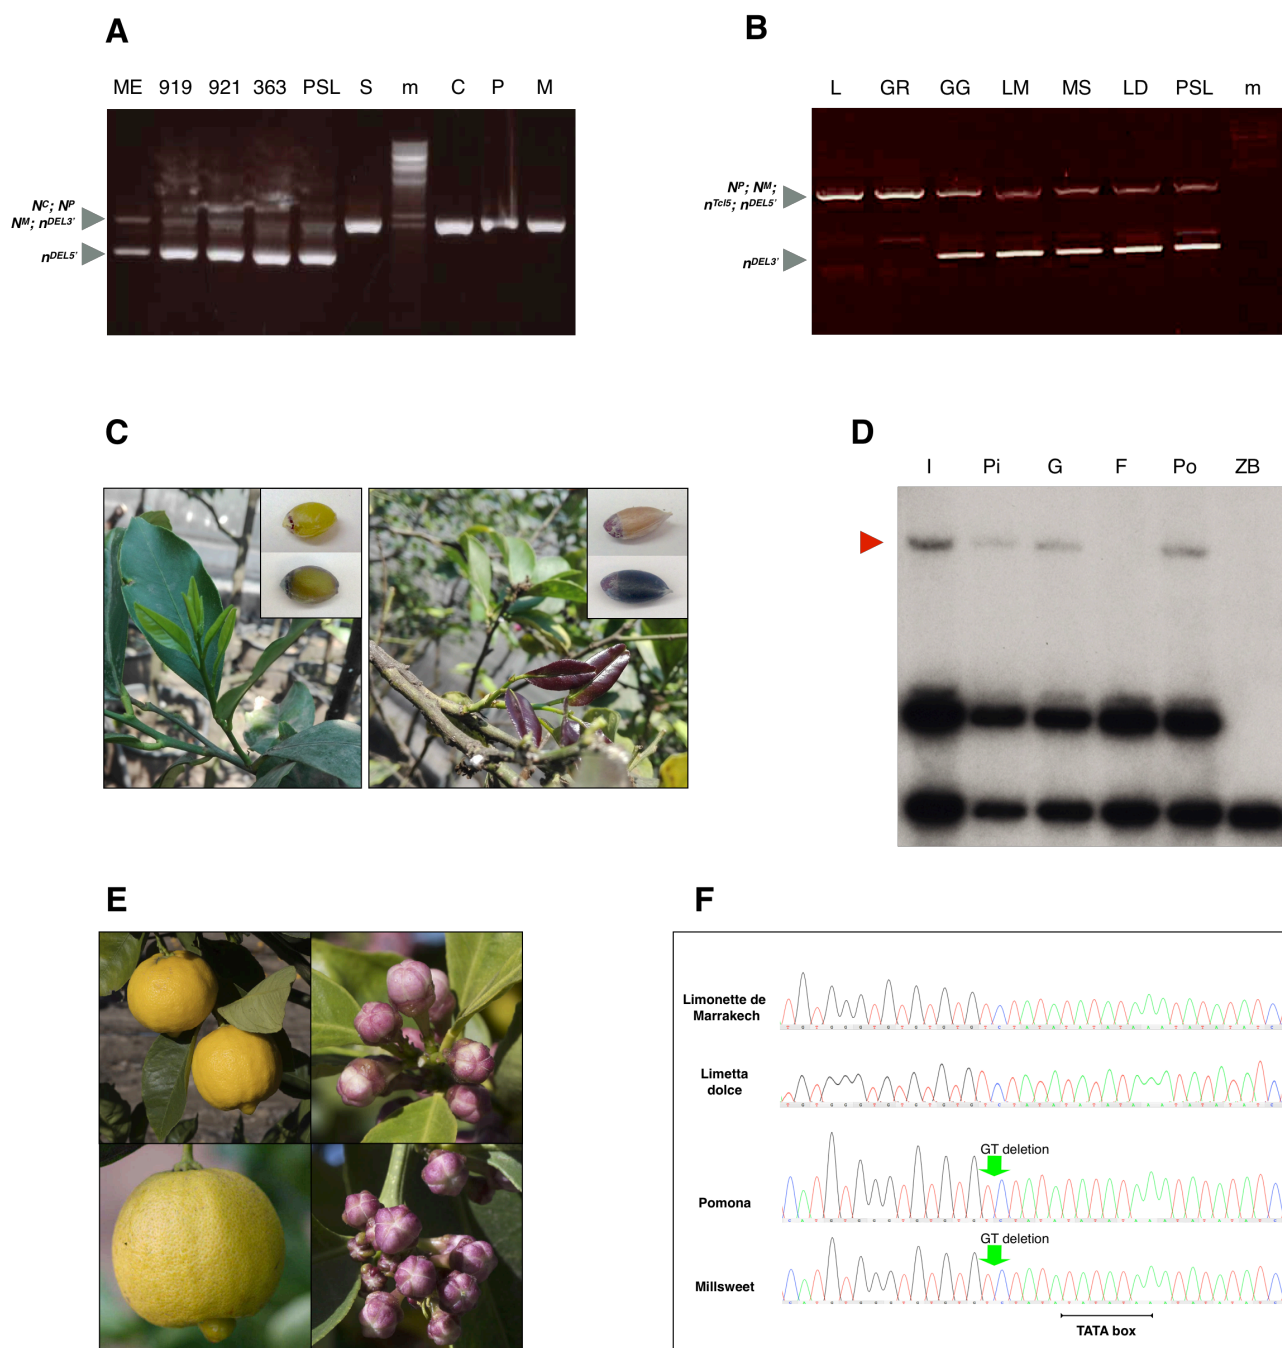 A
ME 919 921 363 PSL S m C P M
N^C; N^P
N^M; n^DEL3'
n^DEL5'
B
L GR GG LM MS LD PSL m
N^P; N^M;
n^Tcl5; n^DEL5'
n^DEL3'
C
D
I Pi G F Po ZB
E
F
Limonette de
Marrakech
Limetta
dolce
GT deletion
Pomona
GT deletion
Millsweet
TATA box